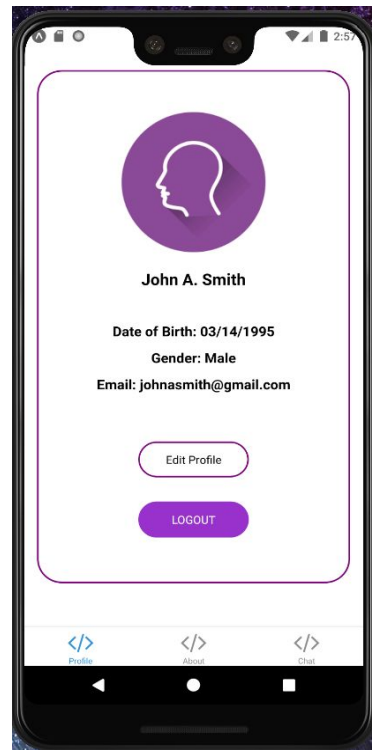 2:57
John A. Smith
Date of Birth: 03/14/1995
Gender: Male
Email: johnasmith@gmail.com
Edit Profile
LOGOUT
</> </> </>
Profile About Chat